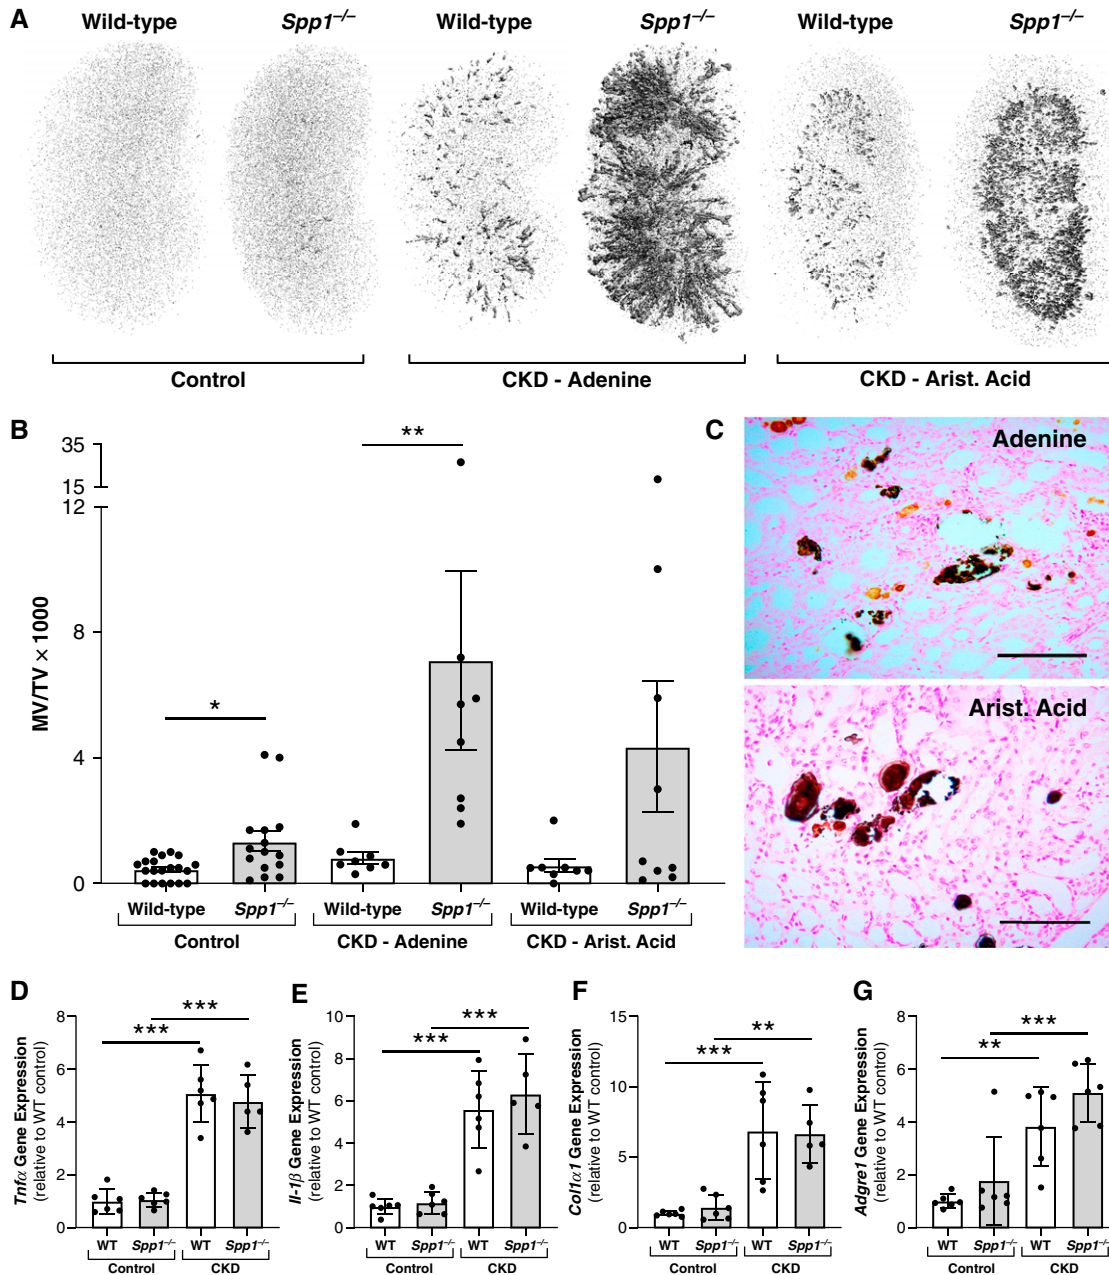 A
Wild-type Spp1–/– Wild-type Spp1–/– Wild-type Spp1–/–
Control CKD - Adenine CKD - Arist. Acid
B
MV/TV × 1000
35
15
12
8
4
0
** 
*
Wild-type Spp1–/– Wild-type Spp1–/– Wild-type Spp1–/–
Control CKD - Adenine CKD - Arist. Acid
C
Adenine
Arist. Acid
D
Tnfα Gene Expression
(relative to WT control)
8
6
4
2
0
***
***
WT Spp1–/– WT Spp1–/–
Control CKD
E
Il-1β Gene Expression
(relative to WT control)
10
8
6
4
2
0
***
***
WT Spp1–/– WT Spp1–/–
Control CKD
F
Col1α1 Gene Expression
(relative to WT control)
15
10
5
0
**
***
WT Spp1–/– WT Spp1–/–
Control CKD
G
Adgre1 Gene Expression
(relative to WT control)
8
6
4
2
0
***
**
WT Spp1–/– WT Spp1–/–
Control CKD